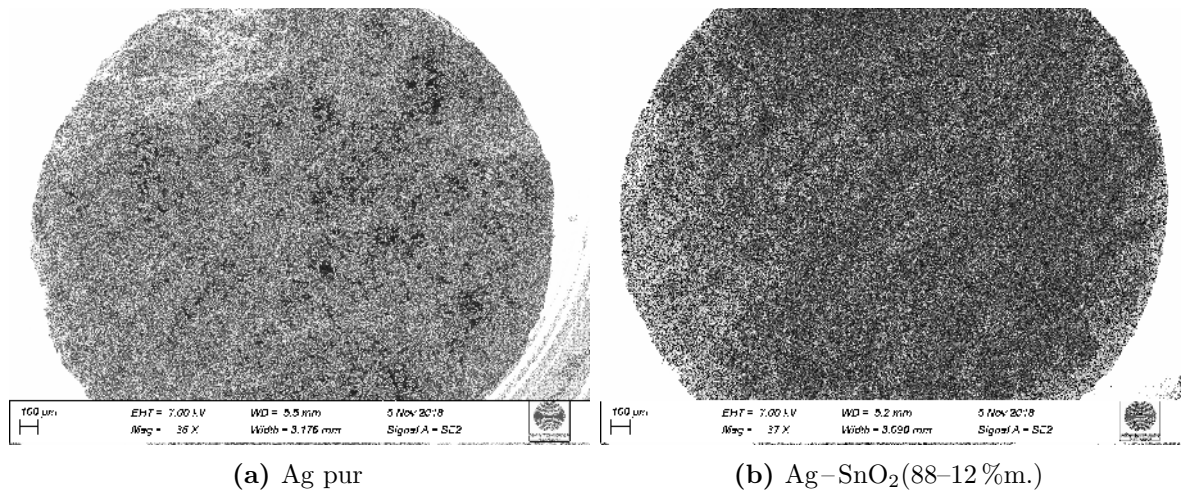 100 µm EHT = 7.00 kV WD = 5.5 mm 5 Nov 2018
Mag = 36 X Width = 3.176 mm Signal A = SE2
100 µm EHT = 7.00 kV WD = 5.2 mm 5 Nov 2018
Mag = 37 X Width = 3.090 mm Signal A = SE2
(a) Ag pur
(b) Ag–SnO₂(88–12 %m.)